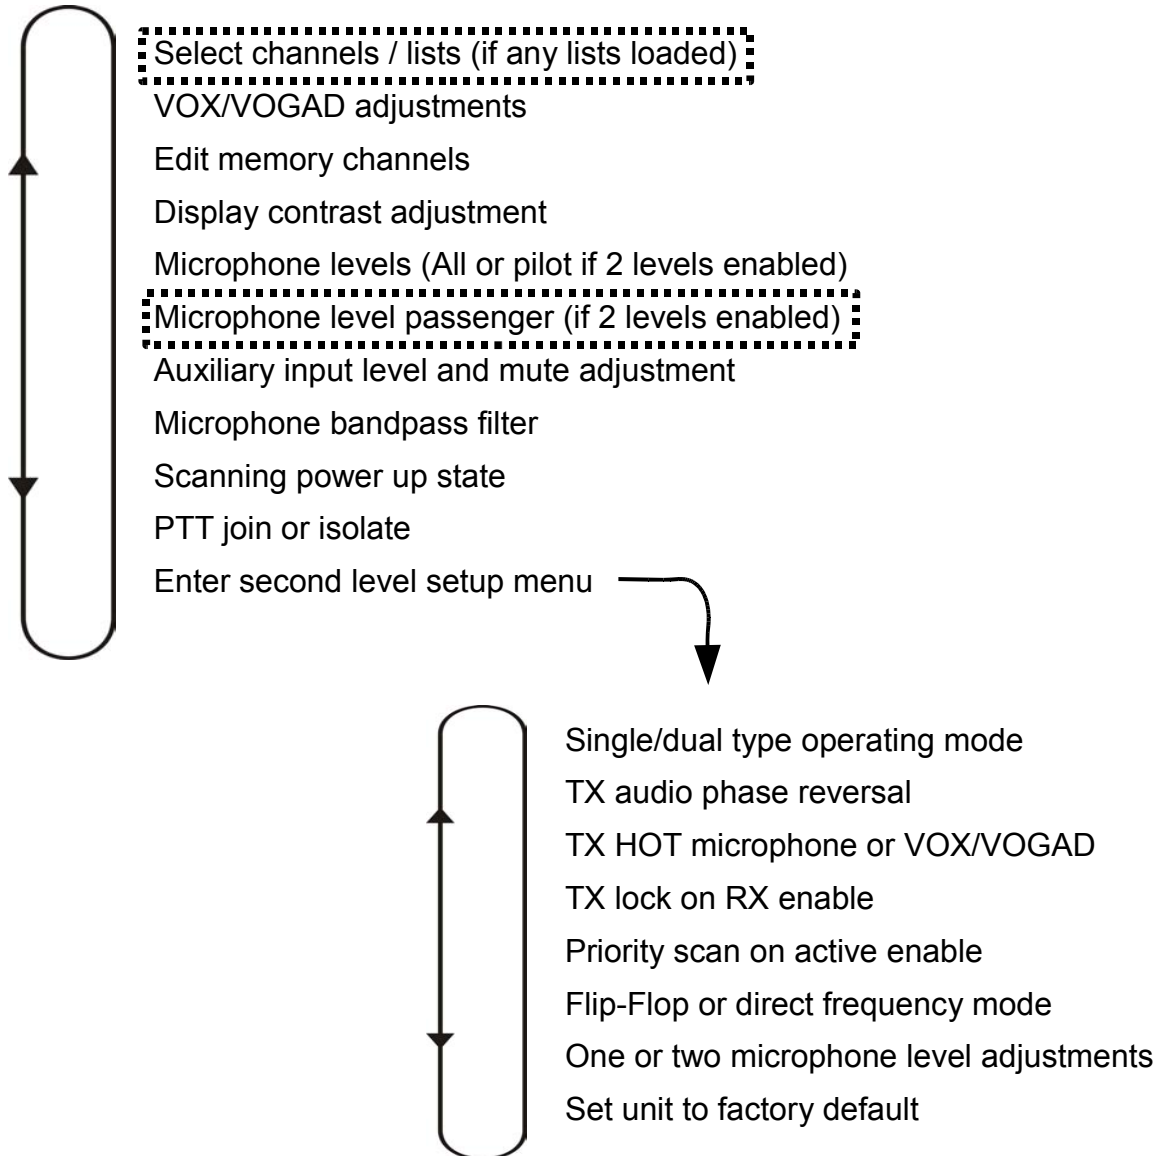 Select channels / lists (if any lists loaded)
VOX/VOGAD adjustments
Edit memory channels
Display contrast adjustment
Microphone levels (All or pilot if 2 levels enabled)
Microphone level passenger (if 2 levels enabled)
Auxiliary input level and mute adjustment
Microphone bandpass filter
Scanning power up state
PTT join or isolate
Enter second level setup menu
Single/dual type operating mode
TX audio phase reversal
TX HOT microphone or VOX/VOGAD
TX lock on RX enable
Priority scan on active enable
Flip-Flop or direct frequency mode
One or two microphone level adjustments
Set unit to factory default